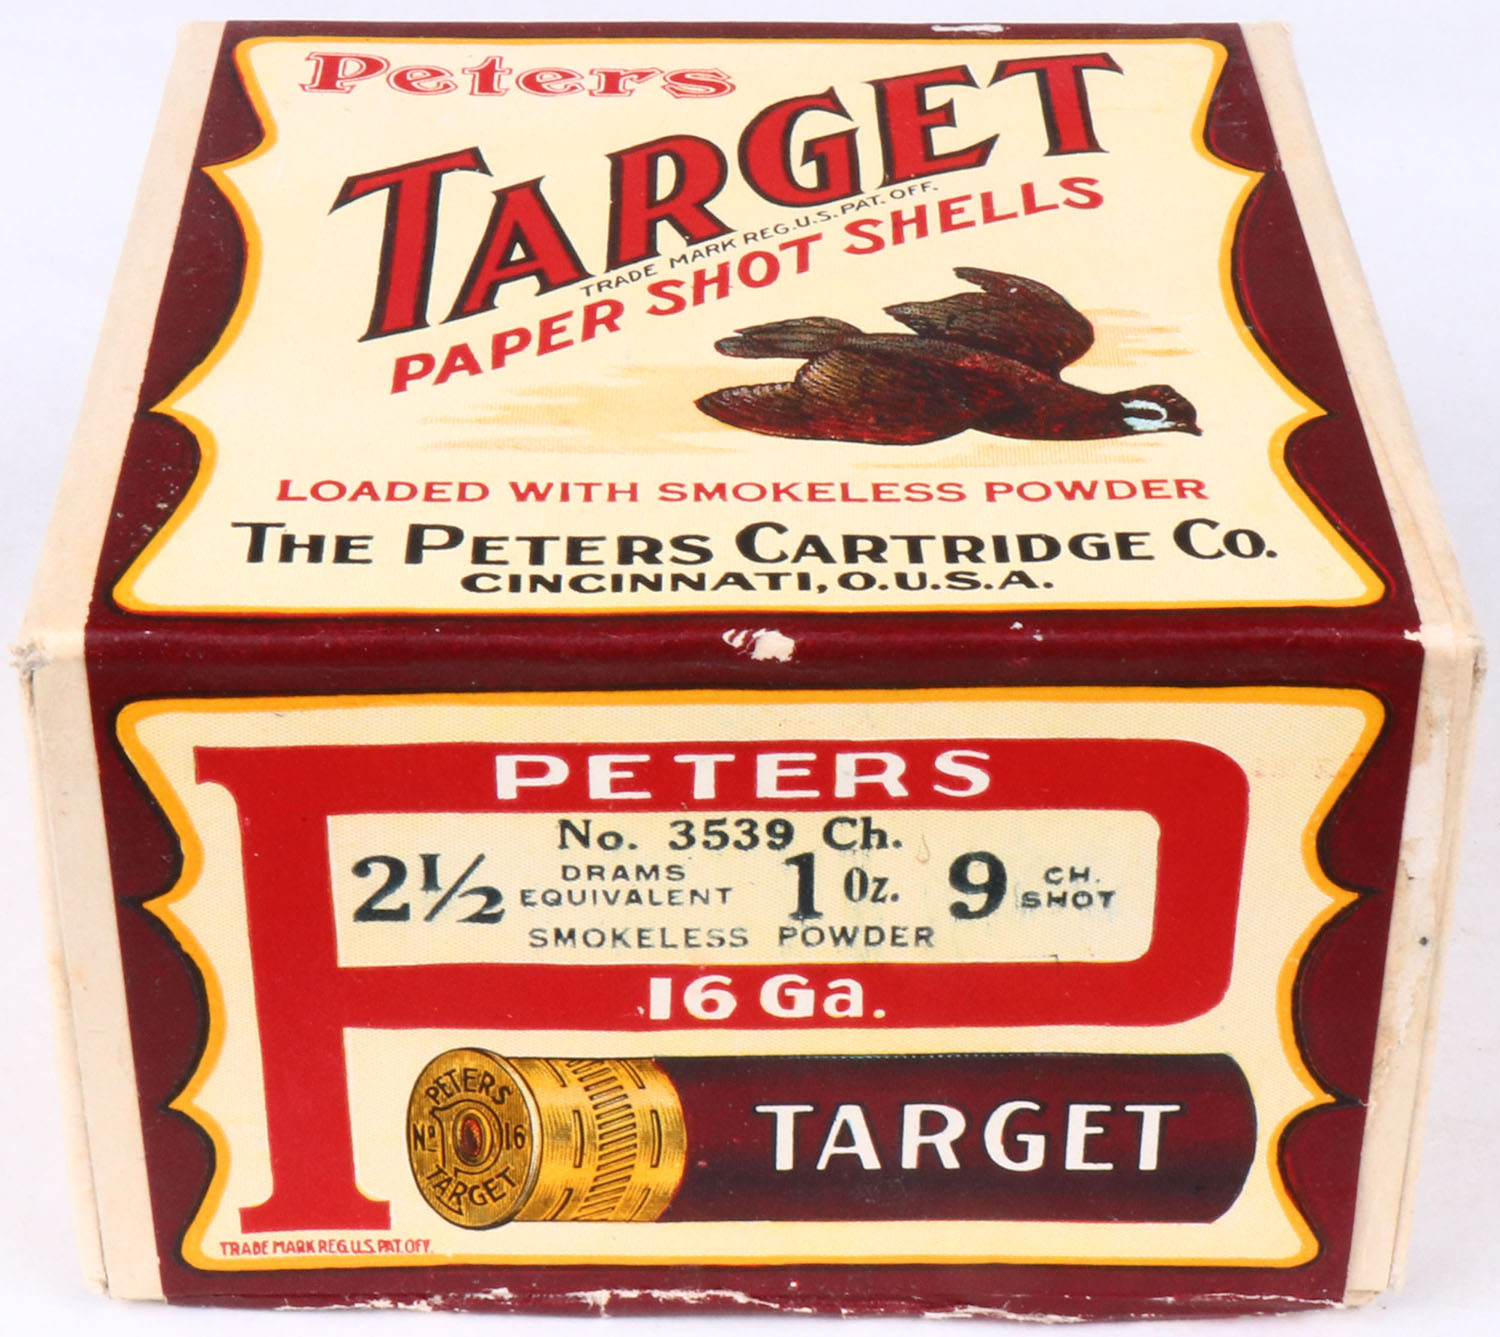 Peters
TARGET
TRADE MARK REG.U.S.PAT.OFF.
PAPER SHOT SHELLS
LOADED WITH SMOKELESS POWDER
THE PETERS CARTRIDGE CO.
CINCINNATI, O.U.S.A.
PETERS
No. 3539 Ch.
2½ DRAMS EQUIVALENT 1 Oz. 9 CH. SHOT
SMOKELESS POWDER
16 Ga.
PETERS
No 16
TARGET
TARGET
TRADE MARK REG.U.S.PAT.OFF.